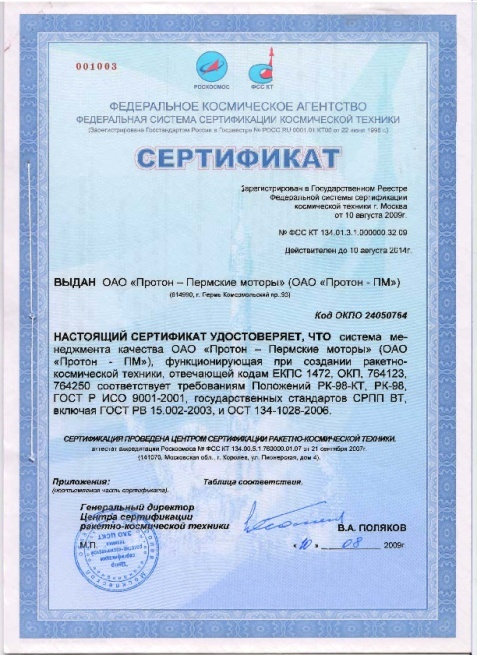 001003
РОСКОСМОС
ФСС КТ
ФЕДЕРАЛЬНОЕ КОСМИЧЕСКОЕ АГЕНТСТВО
ФЕДЕРАЛЬНАЯ СИСТЕМА СЕРТИФИКАЦИИ КОСМИЧЕСКОЙ ТЕХНИКИ
(Зарегистрирована Госстандартом России в Госреестре № РОСС RU 0001.01.КТ00 от 22 июня 1998 г.)
СЕРТИФИКАТ
Зарегистрирован в Государственном Реестре
Федеральной системы сертификации
космической техники г. Москва
от 10 августа 2009г.
№ ФСС КТ 134.01.3.1.000000 32 09
Действителен до 10 августа 2014г.
ВЫДАН ОАО «Протон – Пермские моторы» (ОАО «Протон - ПМ»)
(614990, г. Пермь Комсомольский пр. 93)
Код ОКПО 24050764
НАСТОЯЩИЙ СЕРТИФИКАТ УДОСТОВЕРЯЕТ, ЧТО система ме-
неджмента качества ОАО «Протон – Пермские моторы» (ОАО
«Протон - ПМ»), функционирующая при создании ракетно-
космической техники, отвечающей кодам ЕКПС 1472, ОКП, 764123,
764250 соответствует требованиям Положений РК-98-КТ, РК-98,
ГОСТ Р ИСО 9001-2001, государственных стандартов СРПП ВТ,
включая ГОСТ РВ 15.002-2003, и ОСТ 134-1028-2006.
СЕРТИФИКАЦИЯ ПРОВЕДЕНА ЦЕНТРОМ СЕРТИФИКАЦИИ РАКЕТНО-КОСМИЧЕСКОЙ ТЕХНИКИ.
аттестат аккредитации Роскосмоса № ФСС КТ 134.00.5.1.760000.01.07 от 21 сентября 2007г.
(141070, Московская обл., г. Королев, ул. Пионерская, дом 4).
Приложения: Таблица соответствия.
(неотъемлемая часть сертификата).
Генеральный директор
Центра сертификации
ракетно-космической техники
В.А. ПОЛЯКОВ
М.П. «10» 08 2009г.